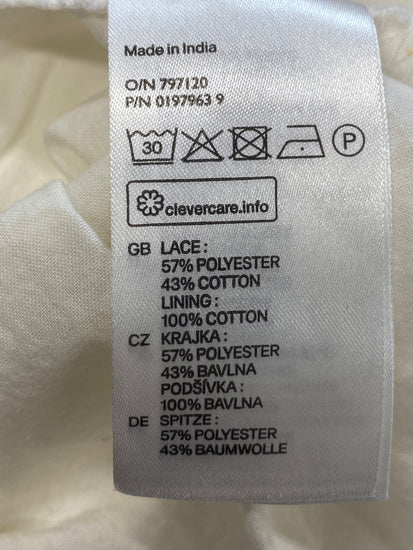 Made in India
O/N 797120
P/N 0197963 9
30 P
clevercare.info
GB LACE :
57% POLYESTER
43% COTTON
LINING :
100% COTTON
CZ KRAJKA :
57% POLYESTER
43% BAVLNA
PODŠÍVKA :
100% BAVLNA
DE SPITZE :
57% POLYESTER
43% BAUMWOLLE